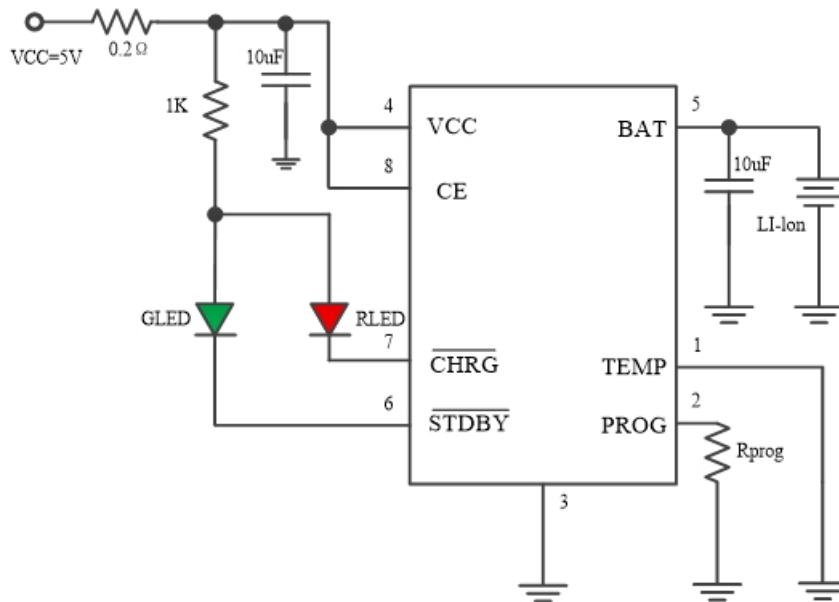 VCC=5V
0.2Ω
1K
10uF
4
VCC
8
CE
BAT
5
10uF
LI-lon
GLED
RLED
7
CHRG
6
STDBY
TEMP
1
PROG
2
Rprog
3